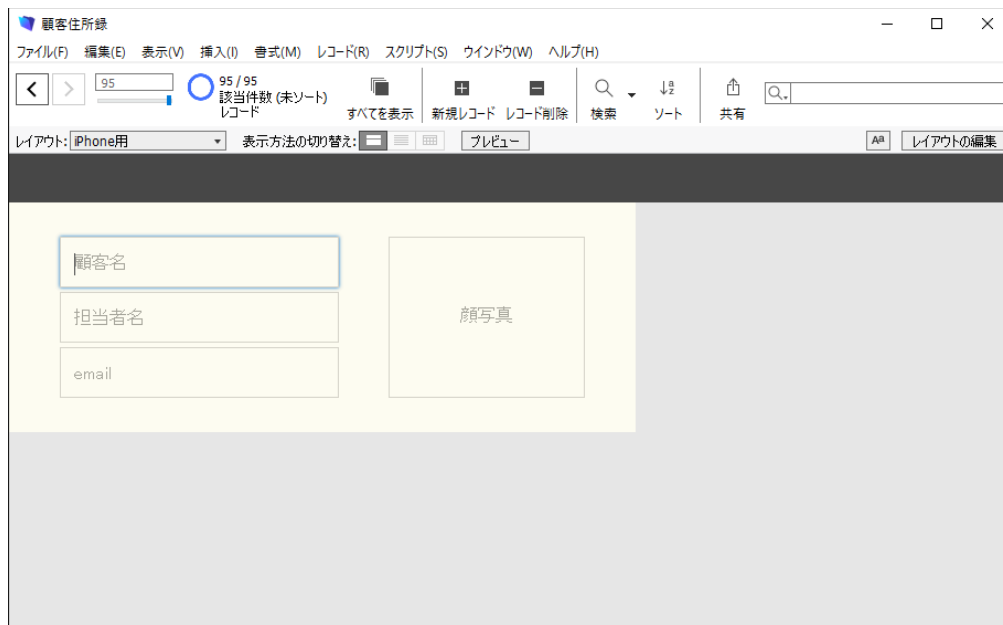 顧客住所録
ファイル(F) 編集(E) 表示(V) 挿入(I) 書式(M) レコード(R) スクリプト(S) ウインドウ(W) ヘルプ(H)
95
95 / 95
該当件数 (未ソート)
レコード
すべてを表示 新規レコード レコード削除 検索 ソート 共有
レイアウト: iPhone用 表示方法の切り替え: プレビュー Aa レイアウトの編集
顧客名
担当者名
email
顔写真